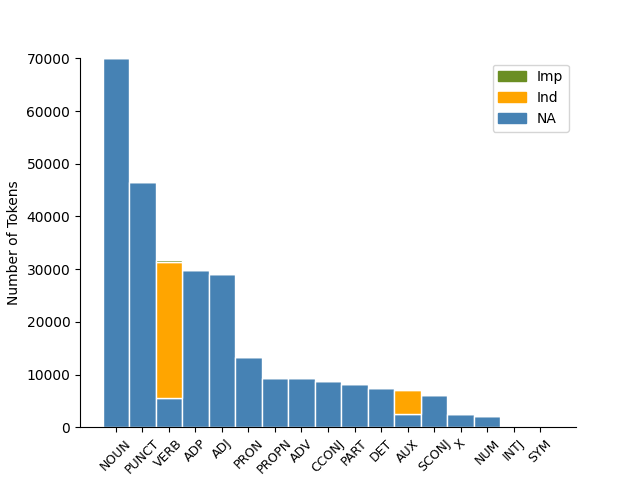 Imp
Ind
NA
Number of Tokens
70000
60000
50000
40000
30000
20000
10000
0
NOUN
PUNCT
VERB
ADP
ADJ
PRON
PROPN
ADV
CCONJ
PART
DET
AUX
SCONJ
X
NUM
INTJ
SYM